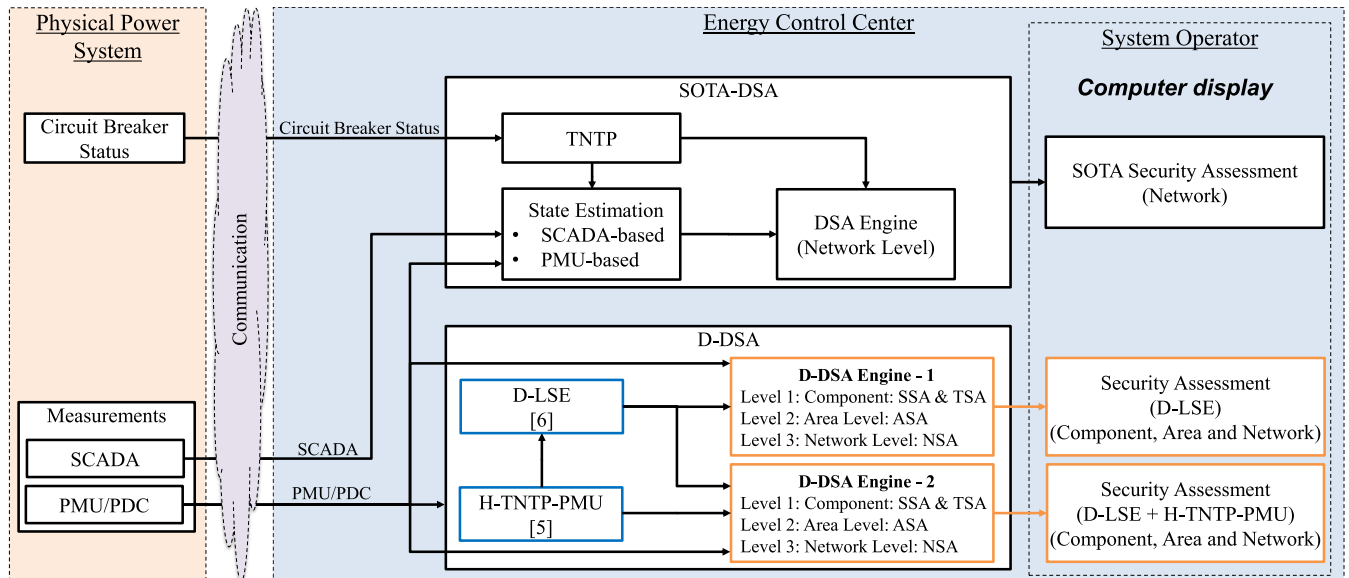 Physical Power
System
Energy Control Center
System Operator
Computer display
Communication
Circuit Breaker
Status
Circuit Breaker Status
SOTA-DSA
TNTP
State Estimation
• SCADA-based
• PMU-based
DSA Engine
(Network Level)
SOTA Security Assessment
(Network)
Measurements
SCADA
PMU/PDC
SCADA
PMU/PDC
D-DSA
D-LSE
[6]
H-TNTP-PMU
[5]
D-DSA Engine - 1
Level 1: Component: SSA & TSA
Level 2: Area Level: ASA
Level 3: Network Level: NSA
D-DSA Engine - 2
Level 1: Component: SSA & TSA
Level 2: Area Level: ASA
Level 3: Network Level: NSA
Security Assessment
(D-LSE)
(Component, Area and Network)
Security Assessment
(D-LSE + H-TNTP-PMU)
(Component, Area and Network)